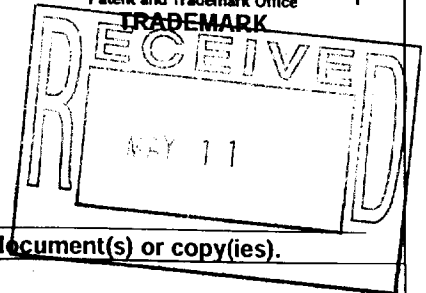 Patent and Trademark Office
TRADEMARK
RECEIVED
MAY 11
document(s) or copy(ies).